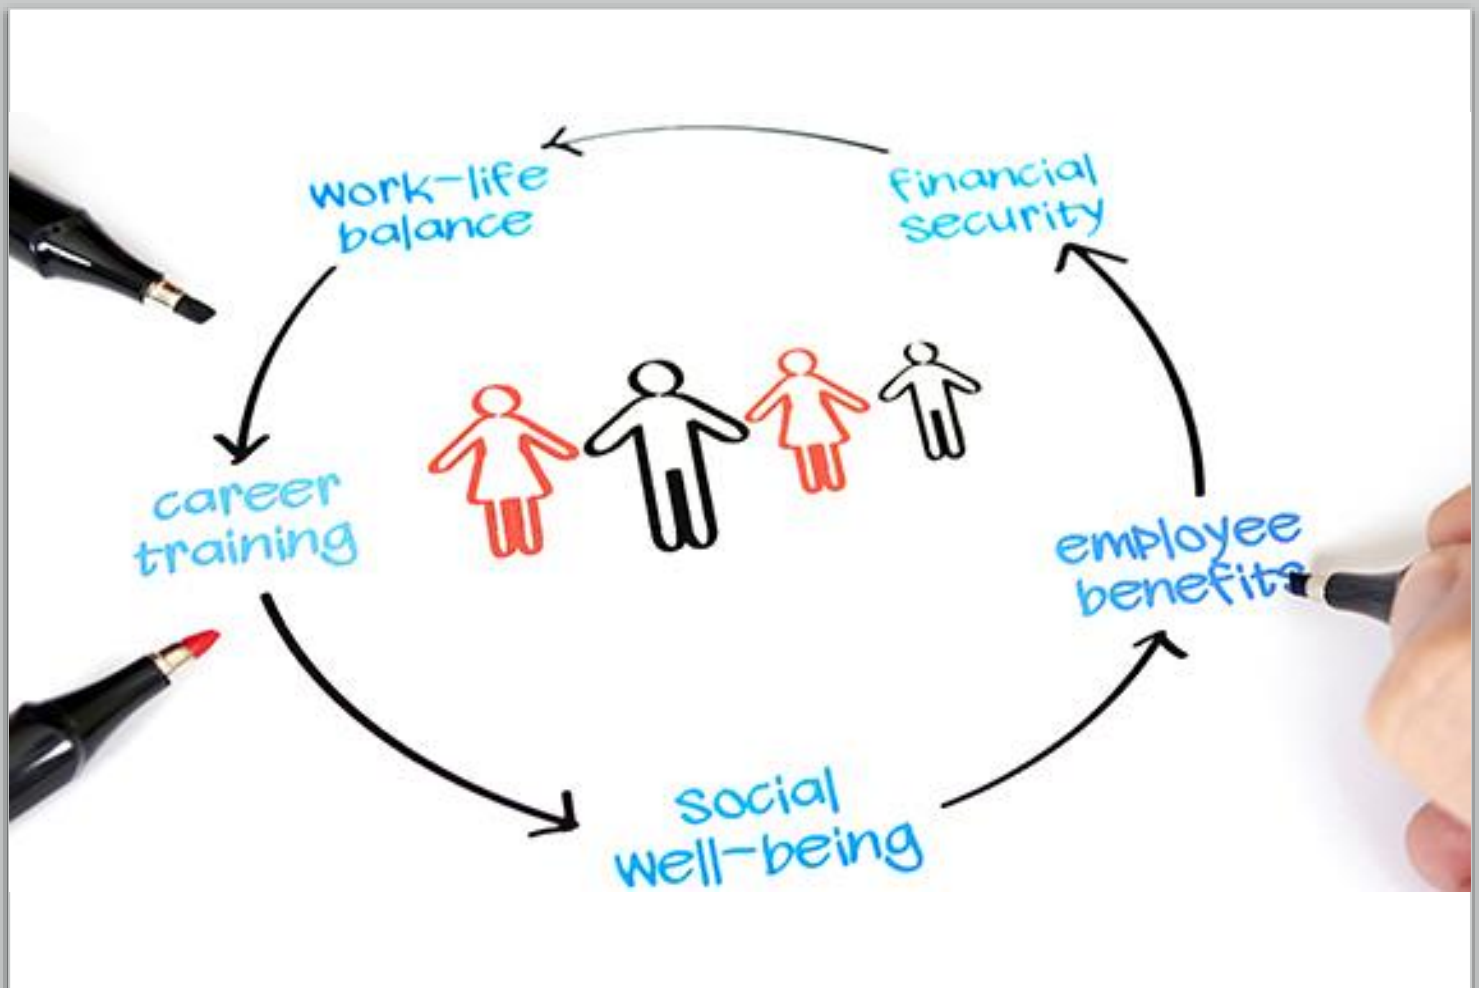 work-life
balance
financial
security
career
training
employee
benefits
social
well-being